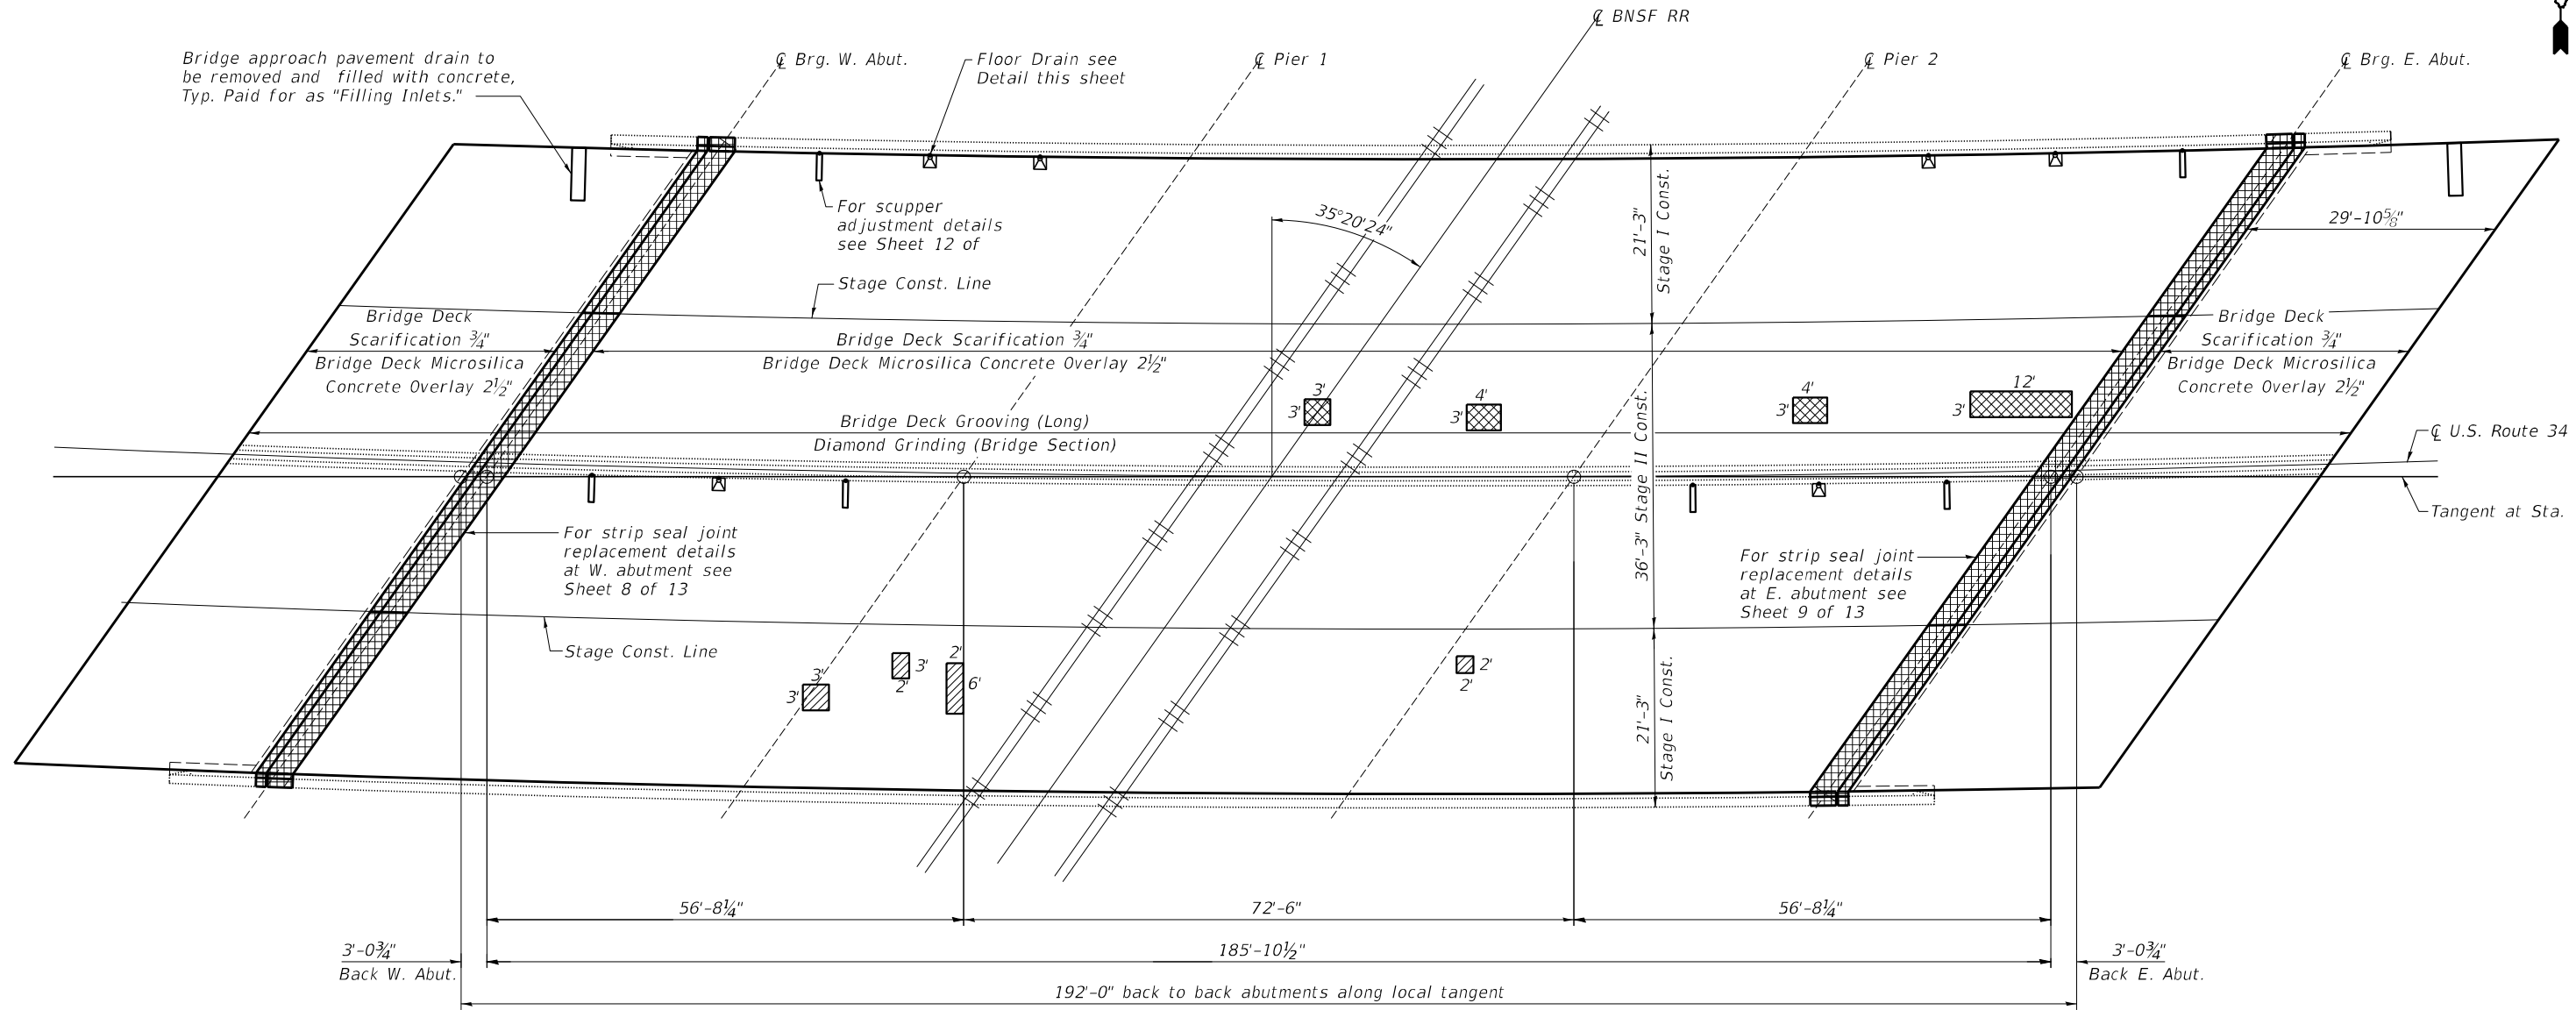 ℄ BNSF RR
Bridge approach pavement drain to
be removed and filled with concrete,
Typ. Paid for as "Filling Inlets."
℄ Brg. W. Abut.
Floor Drain see
Detail this sheet
℄ Pier 1
℄ Pier 2
℄ Brg. E. Abut.
For scupper
adjustment details
see Sheet 12 of
35°20'24"
21'-3"
Stage I Const.
29'-10⅝"
Stage Const. Line
Bridge Deck
Scarification ¾"
Bridge Deck Microsilica
Concrete Overlay 2½"
Bridge Deck Scarification ¾"
Bridge Deck Microsilica Concrete Overlay 2½"
Bridge Deck
Scarification ¾"
Bridge Deck Microsilica
Concrete Overlay 2½"
3'
3'
4'
3'
4'
3'
12'
3'
Bridge Deck Grooving (Long)
Diamond Grinding (Bridge Section)
36'-3" Stage II Const.
℄ U.S. Route 34
Tangent at Sta.
For strip seal joint
replacement details
at W. abutment see
Sheet 8 of 13
For strip seal joint
replacement details
at E. abutment see
Sheet 9 of 13
Stage Const. Line
3'
3'
3'
2'
2'
6'
2'
2'
21'-3"
Stage I Const.
56'-8¼"
72'-6"
56'-8¼"
3'-0¾"
Back W. Abut.
185'-10½"
3'-0¾"
Back E. Abut.
192'-0" back to back abutments along local tangent